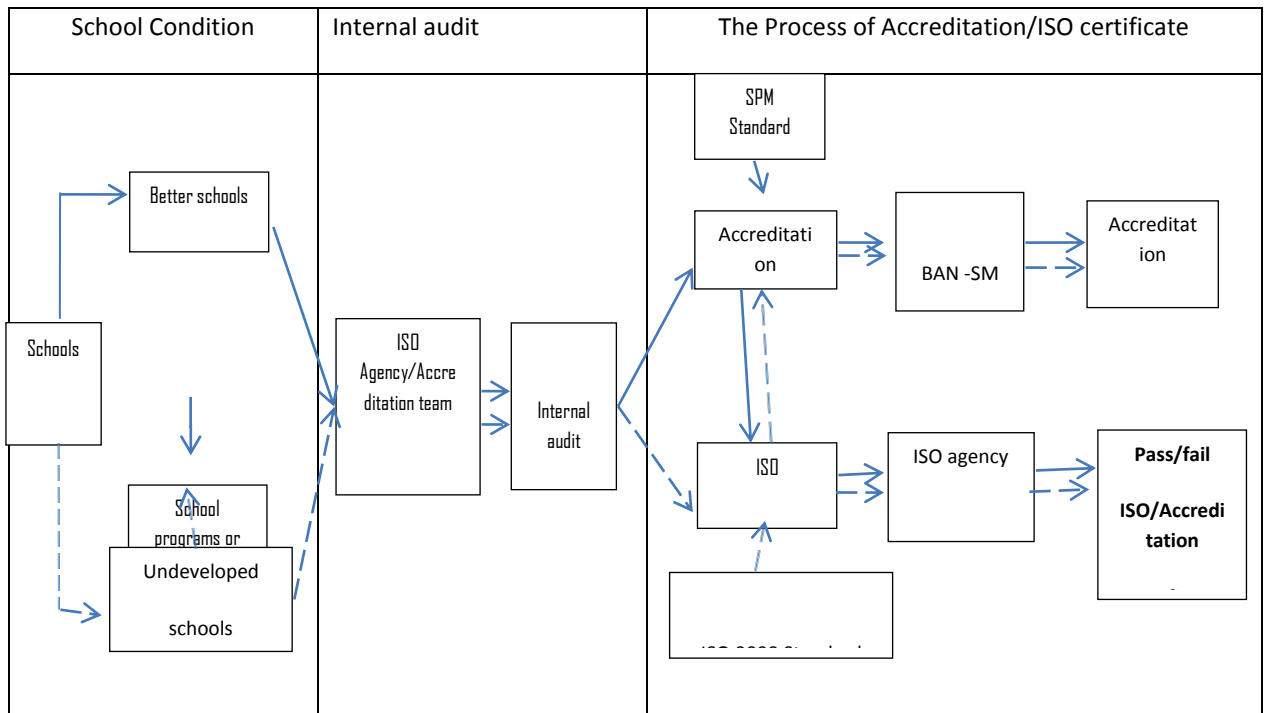 School Condition
Internal audit
The Process of Accreditation/ISO certificate
SPM
Standard
Better schools
Accreditati
on
BAN -SM
Accreditat
ion
Schools
ISO
Agency/Accre
ditation team
Internal
audit
ISO
ISO agency
Pass/fail
ISO/Accredi
tation
School
programs or
Undeveloped
schools